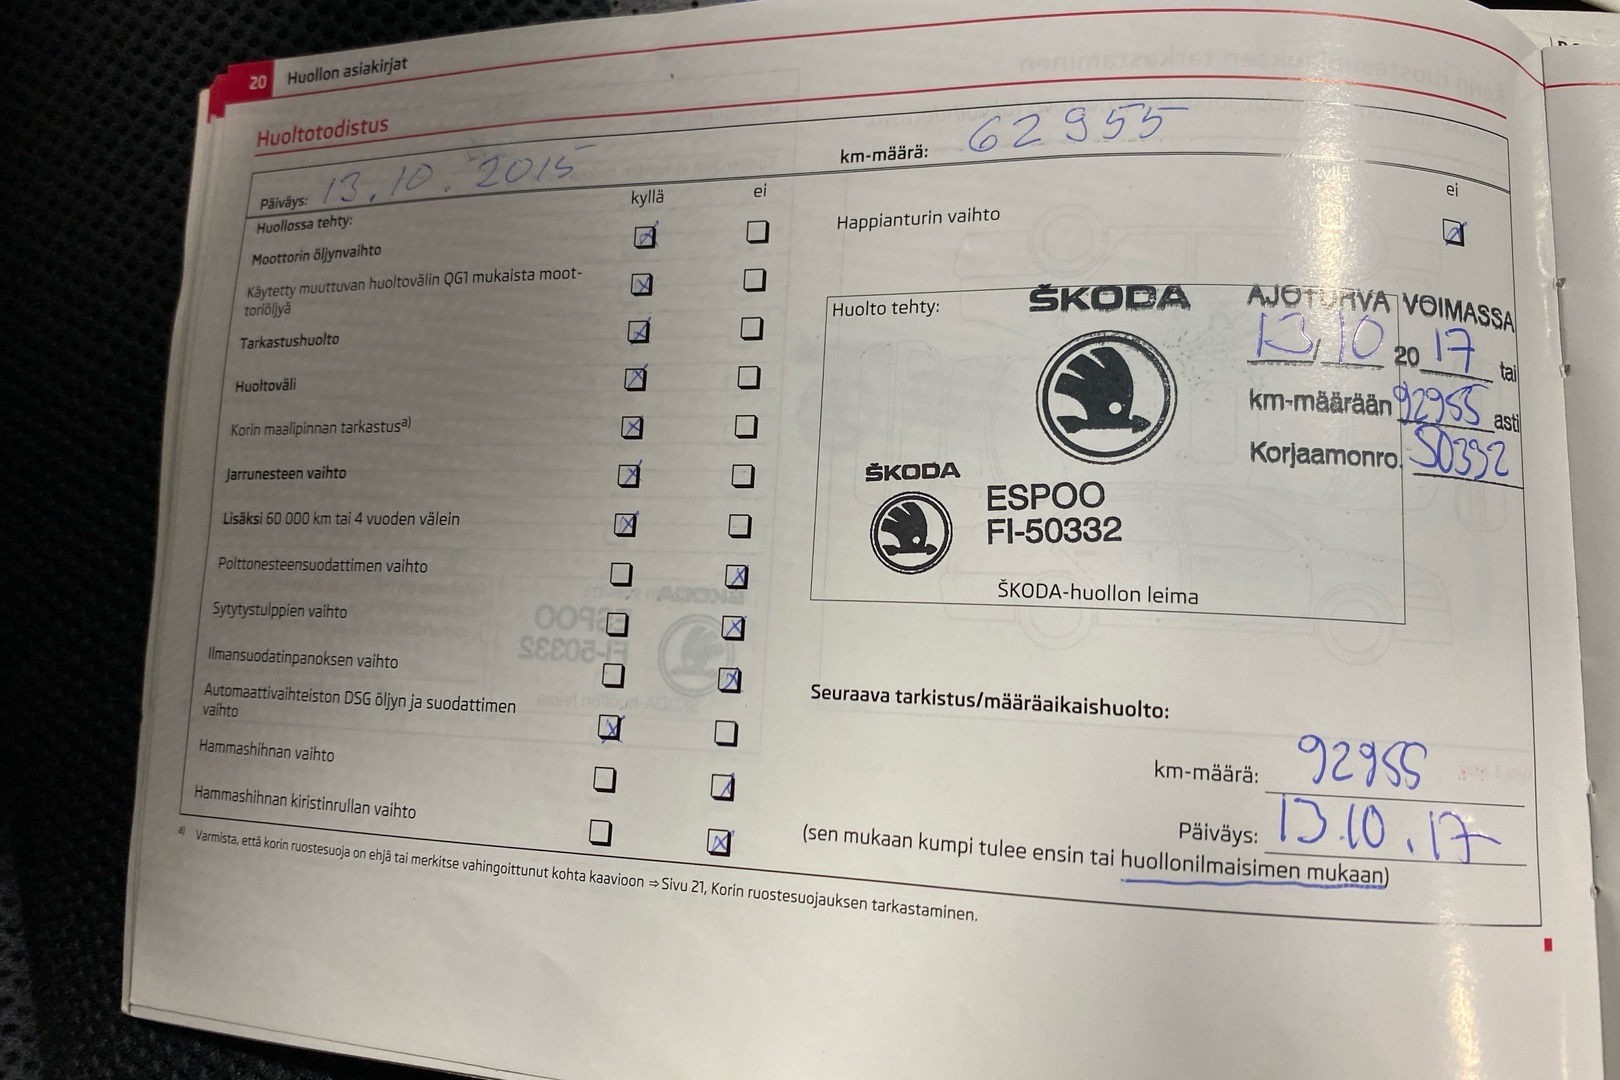 20 Huollon asiakirjat
Huoltotodistus
Päiväys: 13.10.2015
km-määrä: 62955
Huollossa tehty:
kyllä ei
Moottorin öljynvaihto
Käytetty muuttuvan huoltovälin QG1 mukaista moot-
toriöljyä
Tarkastushuolto
Huoltoväli
Korin maalipinnan tarkastusa)
Jarrunesteen vaihto
Lisäksi 60 000 km tai 4 vuoden välein
Polttonesteensuodattimen vaihto
Sytytystulppien vaihto
Ilmansuodatinpanoksen vaihto
Automaattivaihteiston DSG öljyn ja suodattimen
vaihto
Hammashihnan vaihto
Hammashihnan kiristinrullan vaihto
kyllä ei
Happianturin vaihto
Huolto tehty:
ŠKODA
ŠKODA
ESPOO
FI-50332
ŠKODA-huollon leima
AJOTURVA VOIMASSA
13/10 2017 tai
km-määrään 92955 asti
Korjaamonro. 50332
Seuraava tarkistus/määräaikaishuolto:
km-määrä: 92955
Päiväys: 13.10.17
(sen mukaan kumpi tulee ensin tai huollonilmaisimen mukaan)
a) Varmista, että korin ruostesuoja on ehjä tai merkitse vahingoittunut kohta kaavioon ⇒ Sivu 21, Korin ruostesuojauksen tarkastaminen.